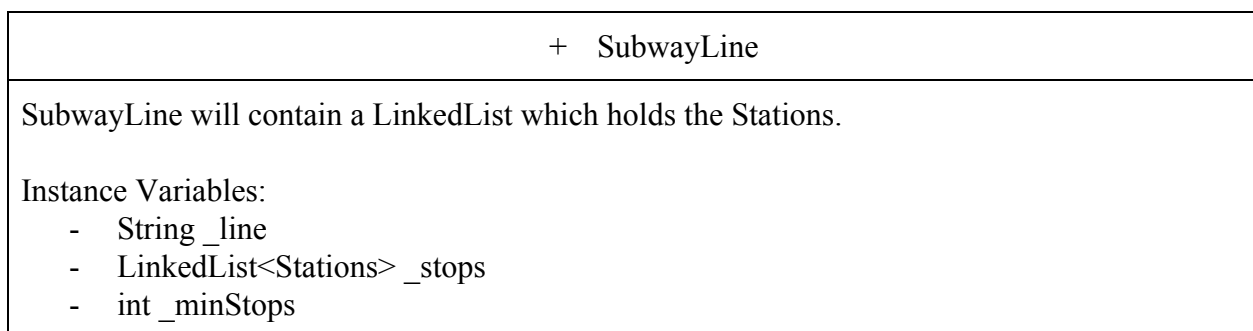 + SubwayLine
SubwayLine will contain a LinkedList which holds the Stations.
Instance Variables:
- String _line
- LinkedList<Stations> _stops
- int _minStops